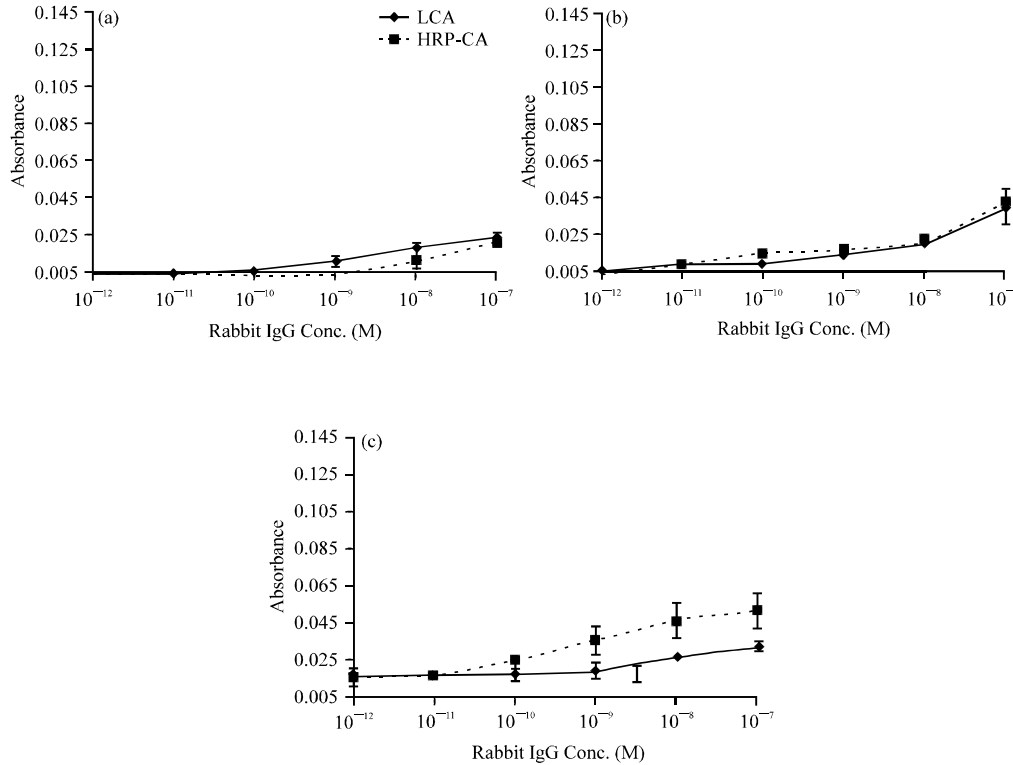 (a)
LCA
HRP-CA
0.145
0.125
0.105
0.085
0.065
0.045
0.025
0.005
Absorbance
10⁻¹² 10⁻¹¹ 10⁻¹⁰ 10⁻⁹ 10⁻⁸ 10⁻⁷
Rabbit IgG Conc. (M)
(b)
0.145
0.125
0.105
0.085
0.065
0.045
0.025
0.005
Absorbance
10⁻¹² 10⁻¹¹ 10⁻¹⁰ 10⁻⁹ 10⁻⁸ 10⁻
Rabbit IgG Conc. (M)
(c)
0.145
0.125
0.105
0.085
0.065
0.045
0.025
0.005
Absorbance
10⁻¹² 10⁻¹¹ 10⁻¹⁰ 10⁻⁹ 10⁻⁸ 10⁻⁷
Rabbit IgG Conc. (M)